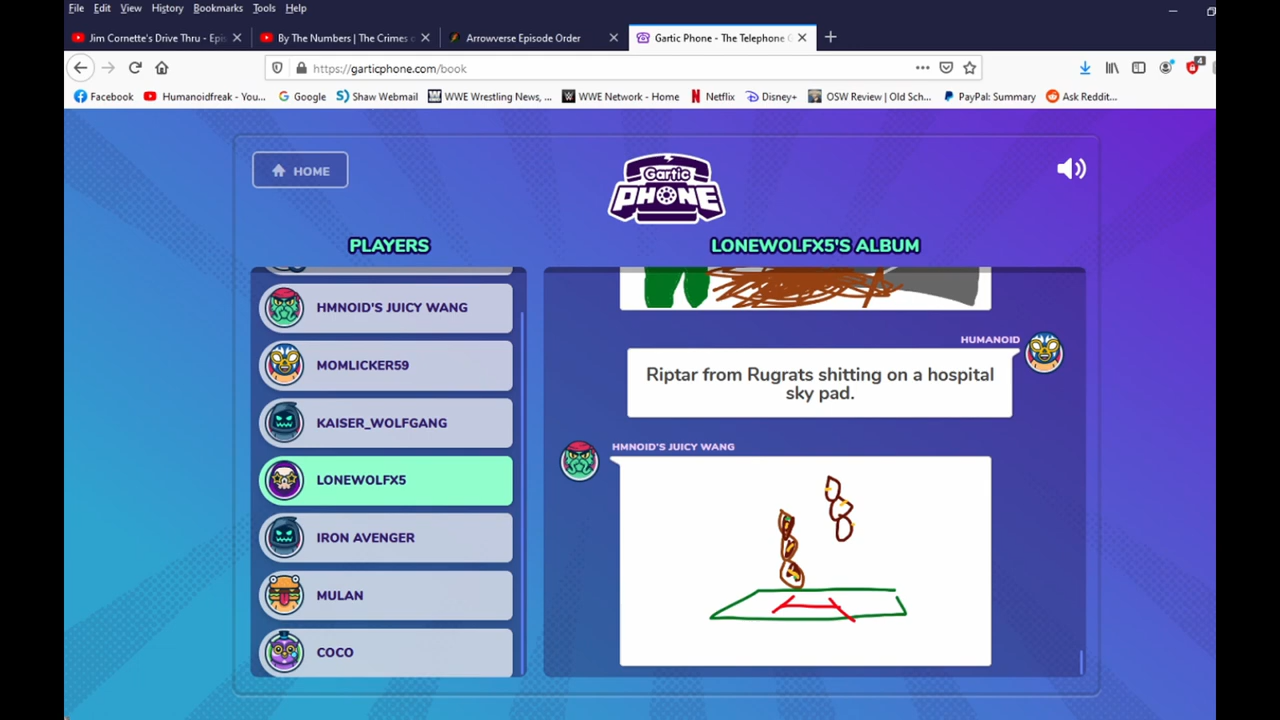 File Edit View History Bookmarks Tools Help
Jim Cornette's Drive Thru - Epi
By The Numbers | The Crimes o
Arrowverse Episode Order
Gartic Phone - The Telephone G
https://garticphone.com/book
Facebook
Humanoidfreak - You...
Google
Shaw Webmail
WWE Wrestling News, ...
WWE Network - Home
Netflix
Disney+
OSW Review | Old Sch...
PayPal: Summary
Ask Reddit...
4
HOME
Gartic
PHONE
PLAYERS
LONEWOLFX5'S ALBUM
HMNOID'S JUICY WANG
MOMLICKER59
KAISER_WOLFGANG
LONEWOLFX5
IRON AVENGER
MULAN
COCO
HUMANOID
Riptar from Rugrats shitting on a hospital
sky pad.
HMNOID'S JUICY WANG
H